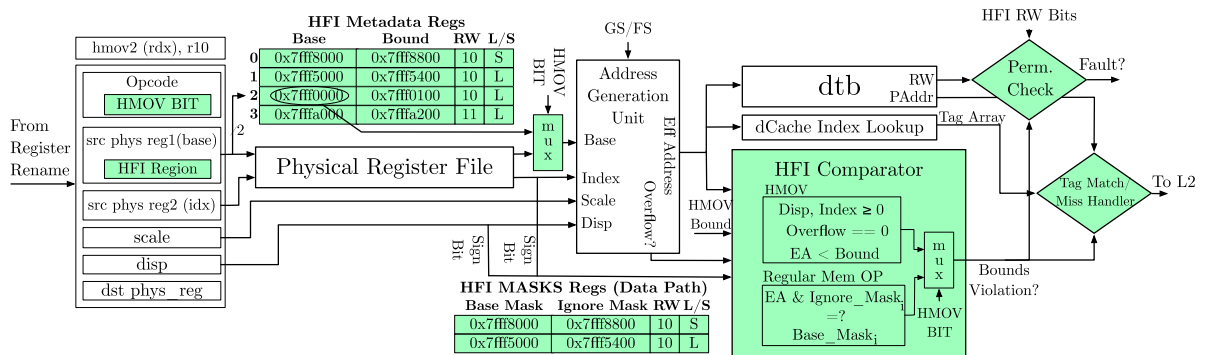 HFI Metadata Regs
Base Bound RW L/S
0 0x7fff8000 0x7fff8800 10 S
1 0x7fff5000 0x7fff5400 10 L
2 0x7fff0000 0x7fff0100 10 L
3 0x7fffa000 0x7fffa200 11 L
hmov2 (rdx), r10
From
Register
Rename
Opcode
HMOV BIT
src phys reg1(base)
HFI Region
src phys reg2 (idx)
scale
disp
dst phys_reg
/2
Physical Register File
HMOV
BIT
mux
GS/FS
Address
Generation
Unit
Base
Index
Scale
Disp
Eff Address
Overflow?
Sign
Bit
Sign
Bit
HFI MASKS Regs (Data Path)
Base Mask Ignore Mask RW L/S
0x7fff8000 0x7fff8800 10 S
0x7fff5000 0x7fff5400 10 L
dtb
RW
PAddr
dCache Index Lookup
Tag Array
HMOV
Bound
HFI Comparator
HMOV
Disp, Index ≥ 0
Overflow == 0
EA < Bound
Regular Mem OP
EA & Ignore_Maskᵢ
=?
Base_Maskᵢ
mux
HMOV
BIT
Bounds
Violation?
HFI RW Bits
Perm.
Check
Fault?
Tag Match/
Miss Handler
To L2